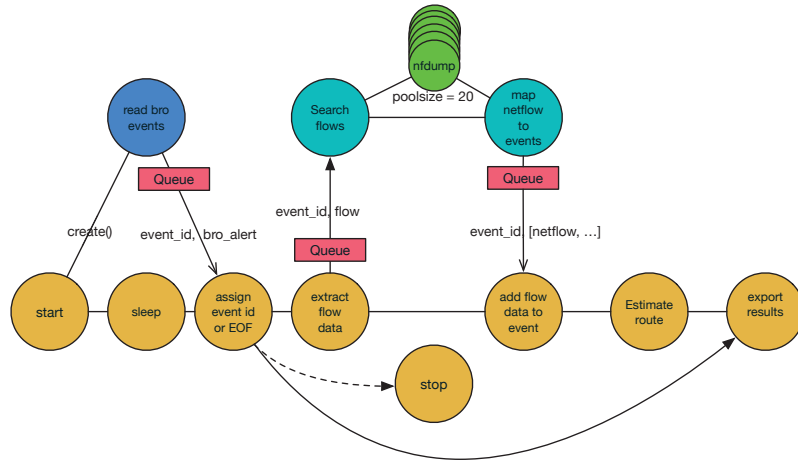 nfdump
poolsize = 20
read bro
events
Search
flows
map
netflow
to
events
Queue
Queue
create()
event_id, bro_alert
event_id, flow
event_id, [netflow, …]
Queue
start
sleep
assign
event id
or EOF
extract
flow
data
add flow
data to
event
Estimate
route
export
results
stop